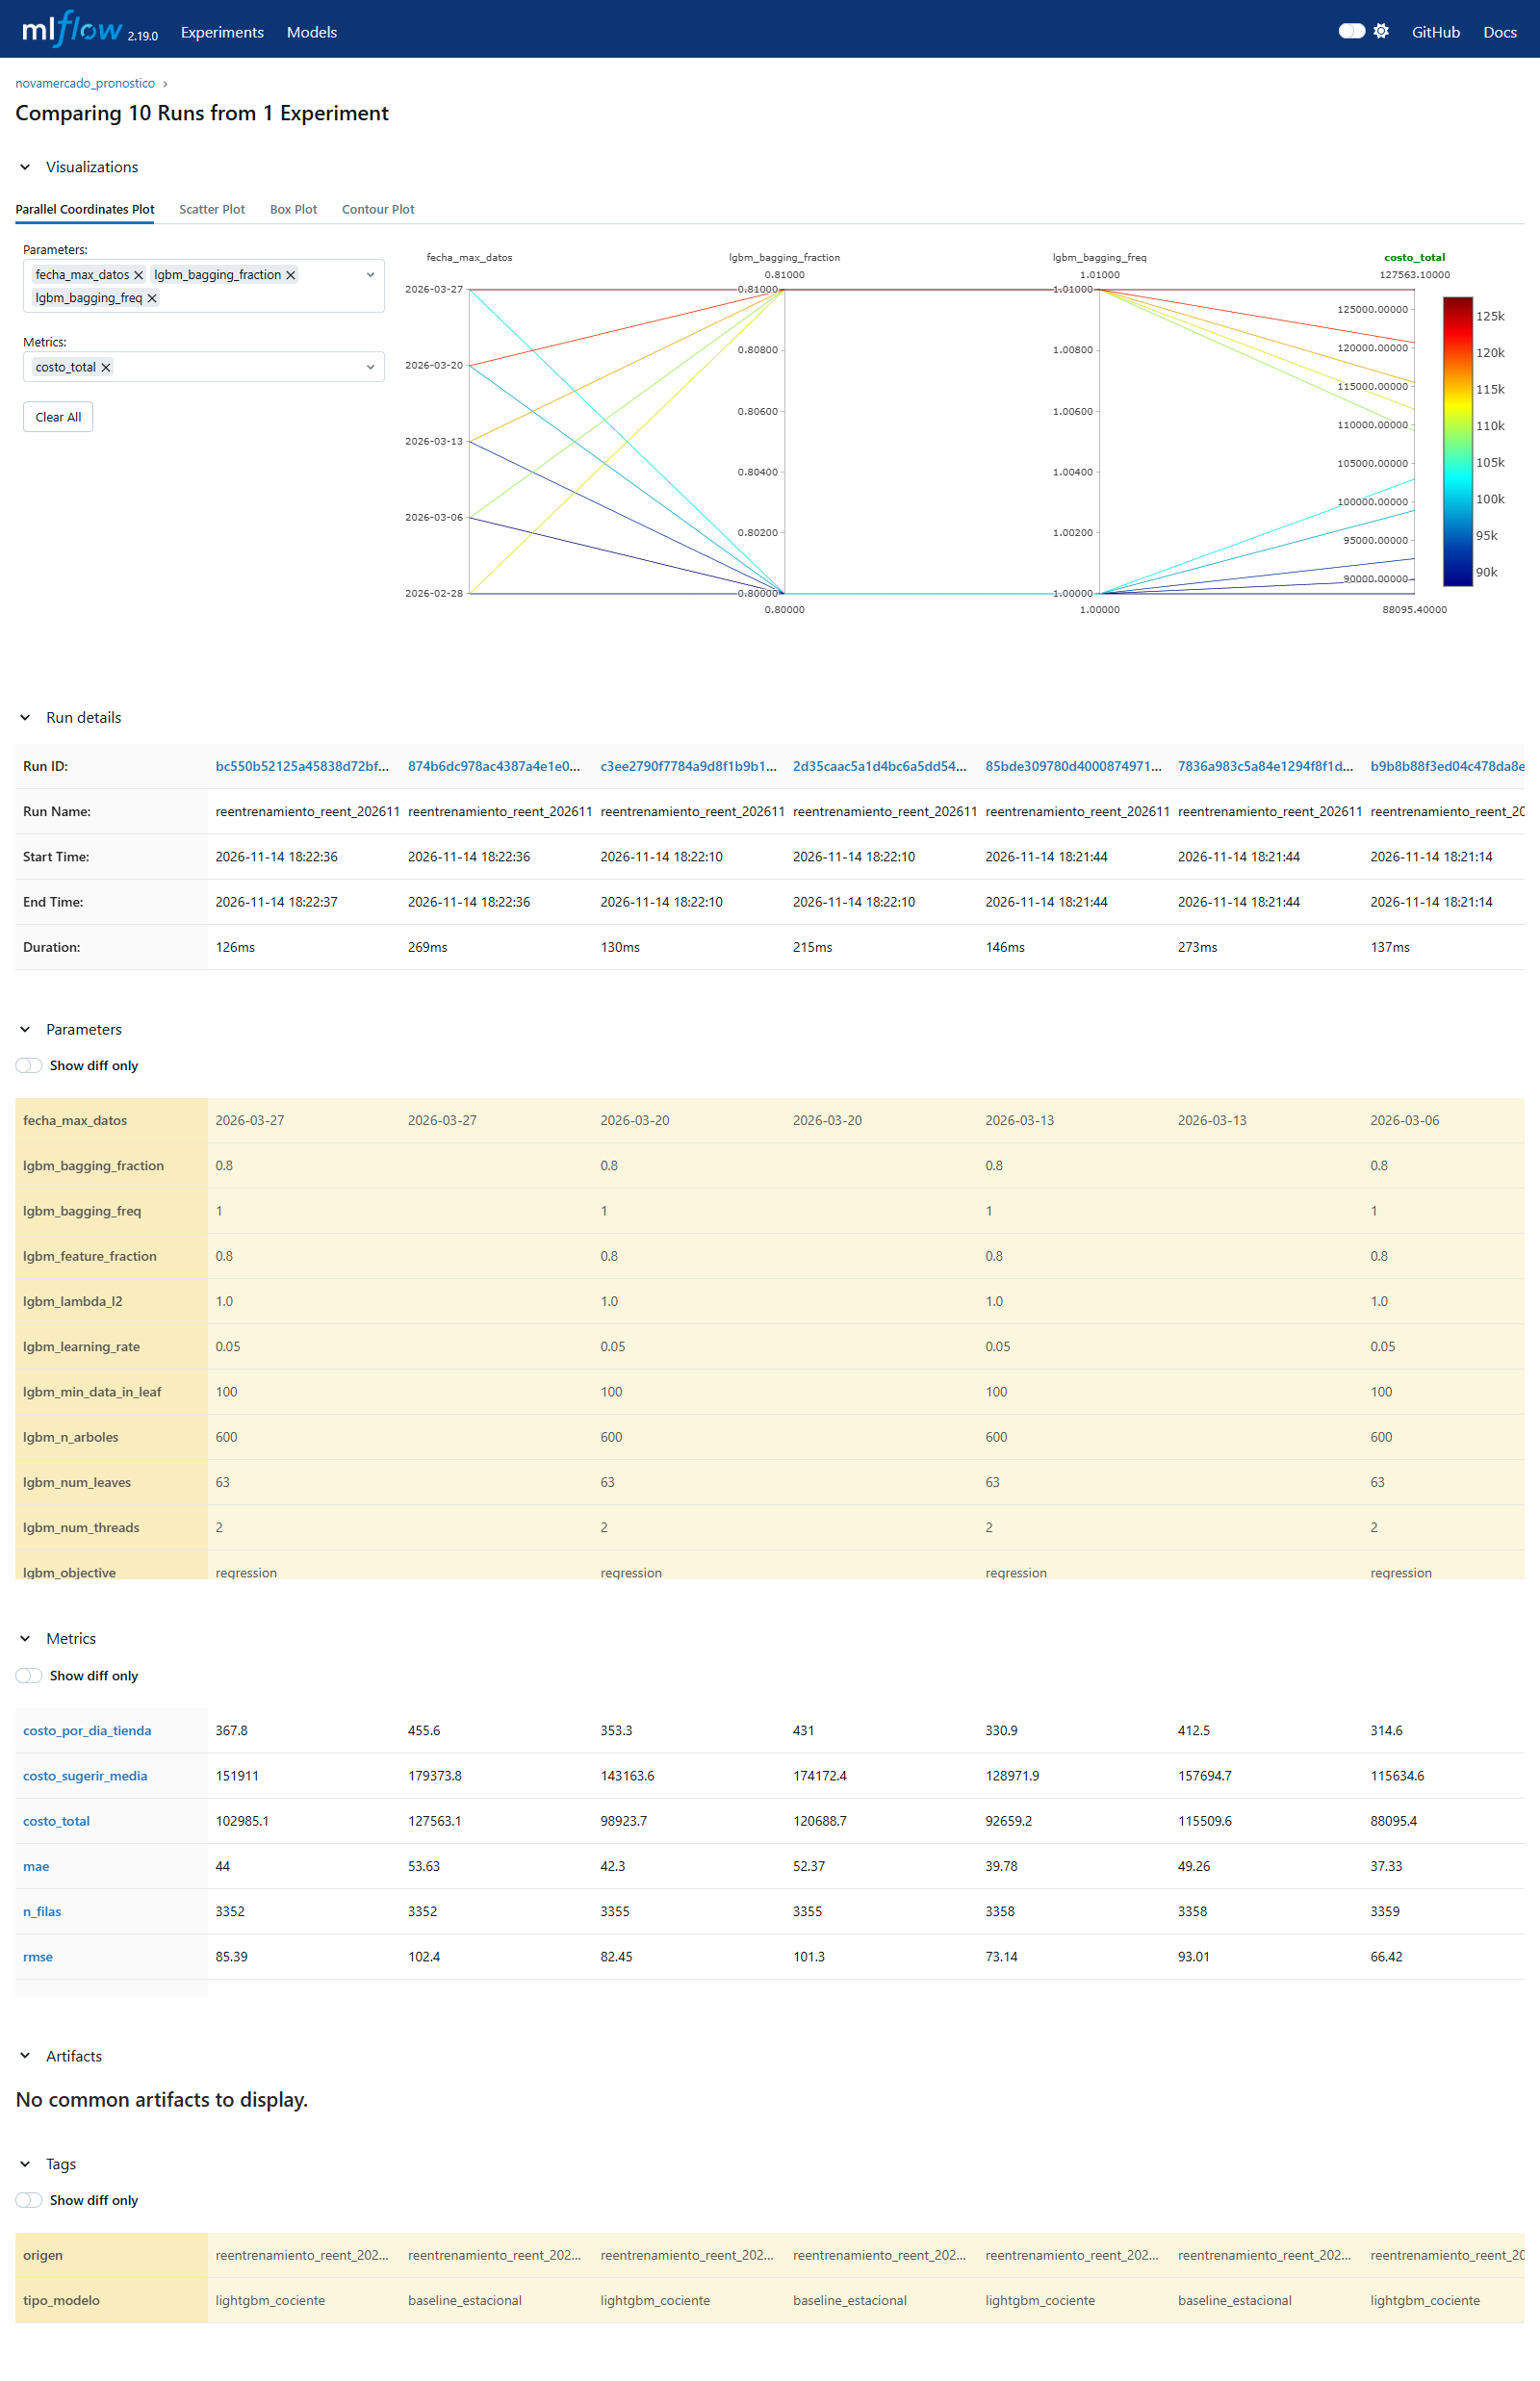 mlflow 2.19.0 Experiments Models GitHub Docs
novamercado_pronostico ›
Comparing 10 Runs from 1 Experiment
Visualizations
Parallel Coordinates Plot Scatter Plot Box Plot Contour Plot
Parameters:
fecha_max_datos lgbm_bagging_fraction
lgbm_bagging_freq
Metrics:
costo_total
Clear All
fecha_max_datos lgbm_bagging_fraction lgbm_bagging_freq costo_total
0.81000 1.01000 127563.10000
2026-03-27
2026-03-20
2026-03-13
2026-03-06
2026-02-28
0.81000
0.80800
0.80600
0.80400
0.80200
0.80000
0.80000
1.01000
1.00800
1.00600
1.00400
1.00200
1.00000
1.00000
125000.00000
120000.00000
115000.00000
110000.00000
105000.00000
100000.00000
95000.00000
90000.00000
88095.40000
125k
120k
115k
110k
105k
100k
95k
90k
Run details
Run ID: bc550b52125a45838d72bf... 874b6dc978ac4387a4e1e0... c3ee2790f7784a9d8f1b9b1... 2d35caac5a1d4bc6a5dd54... 85bde309780d4000874971... 7836a983c5a84e1294f8f1d... b9b8b88f3ed04c478da8e
Run Name: reentrenamiento_reent_202611 reentrenamiento_reent_202611 reentrenamiento_reent_202611 reentrenamiento_reent_202611 reentrenamiento_reent_202611 reentrenamiento_reent_202611 reentrenamiento_reent_20
Start Time: 2026-11-14 18:22:36 2026-11-14 18:22:36 2026-11-14 18:22:10 2026-11-14 18:22:10 2026-11-14 18:21:44 2026-11-14 18:21:44 2026-11-14 18:21:14
End Time: 2026-11-14 18:22:37 2026-11-14 18:22:36 2026-11-14 18:22:10 2026-11-14 18:22:10 2026-11-14 18:21:44 2026-11-14 18:21:44 2026-11-14 18:21:14
Duration: 126ms 269ms 130ms 215ms 146ms 273ms 137ms
Parameters
Show diff only
fecha_max_datos 2026-03-27 2026-03-27 2026-03-20 2026-03-20 2026-03-13 2026-03-13 2026-03-06
lgbm_bagging_fraction 0.8 0.8 0.8 0.8
lgbm_bagging_freq 1 1 1 1
lgbm_feature_fraction 0.8 0.8 0.8 0.8
lgbm_lambda_l2 1.0 1.0 1.0 1.0
lgbm_learning_rate 0.05 0.05 0.05 0.05
lgbm_min_data_in_leaf 100 100 100 100
lgbm_n_arboles 600 600 600 600
lgbm_num_leaves 63 63 63 63
lgbm_num_threads 2 2 2 2
lgbm_objective regression regression regression regression
Metrics
Show diff only
costo_por_dia_tienda 367.8 455.6 353.3 431 330.9 412.5 314.6
costo_sugerir_media 151911 179373.8 143163.6 174172.4 128971.9 157694.7 115634.6
costo_total 102985.1 127563.1 98923.7 120688.7 92659.2 115509.6 88095.4
mae 44 53.63 42.3 52.37 39.78 49.26 37.33
n_filas 3352 3352 3355 3355 3358 3358 3359
rmse 85.39 102.4 82.45 101.3 73.14 93.01 66.42
Artifacts
No common artifacts to display.
Tags
Show diff only
origen reentrenamiento_reent_202... reentrenamiento_reent_202... reentrenamiento_reent_202... reentrenamiento_reent_202... reentrenamiento_reent_202... reentrenamiento_reent_202... reentrenamiento_reent_20
tipo_modelo lightgbm_cociente baseline_estacional lightgbm_cociente baseline_estacional lightgbm_cociente baseline_estacional lightgbm_cociente